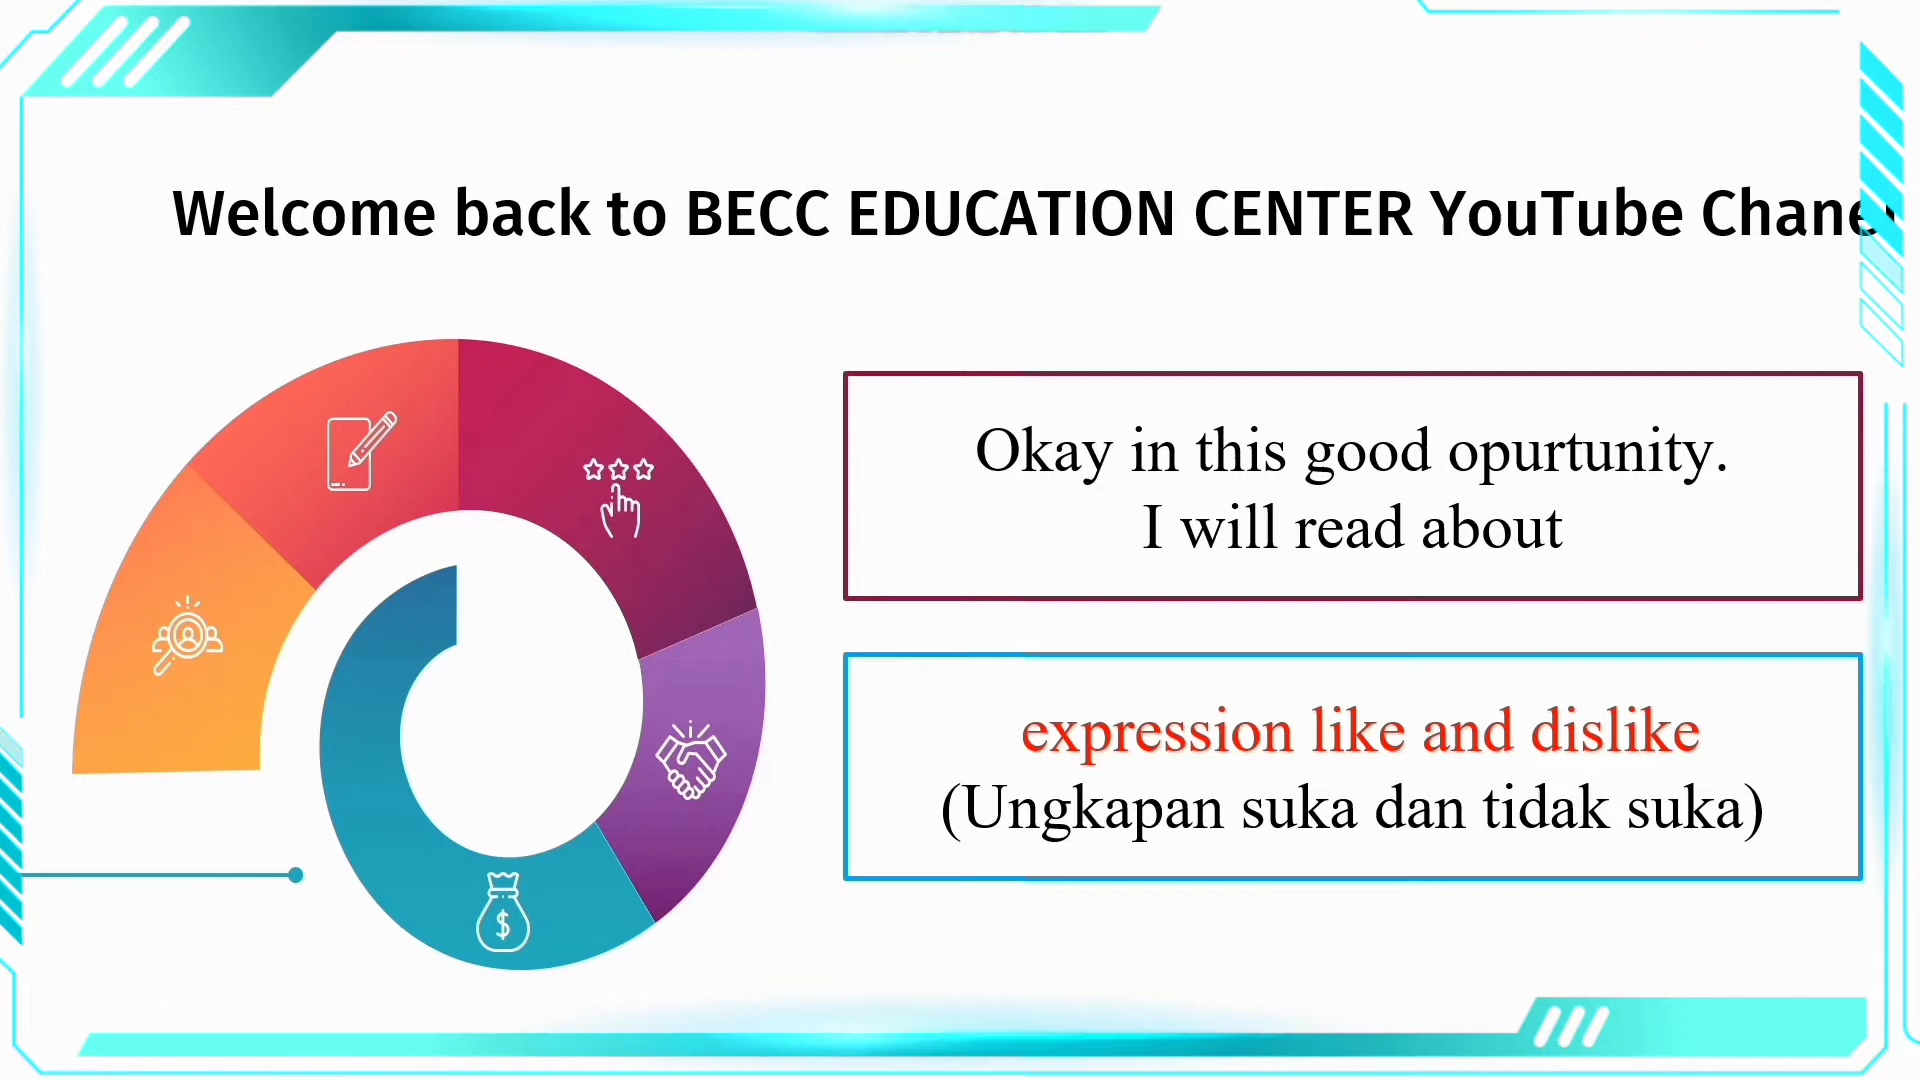 Welcome back to BECC EDUCATION CENTER YouTube Chanel
Okay in this good opurtunity.
I will read about
expression like and dislike
(Ungkapan suka dan tidak suka)
$